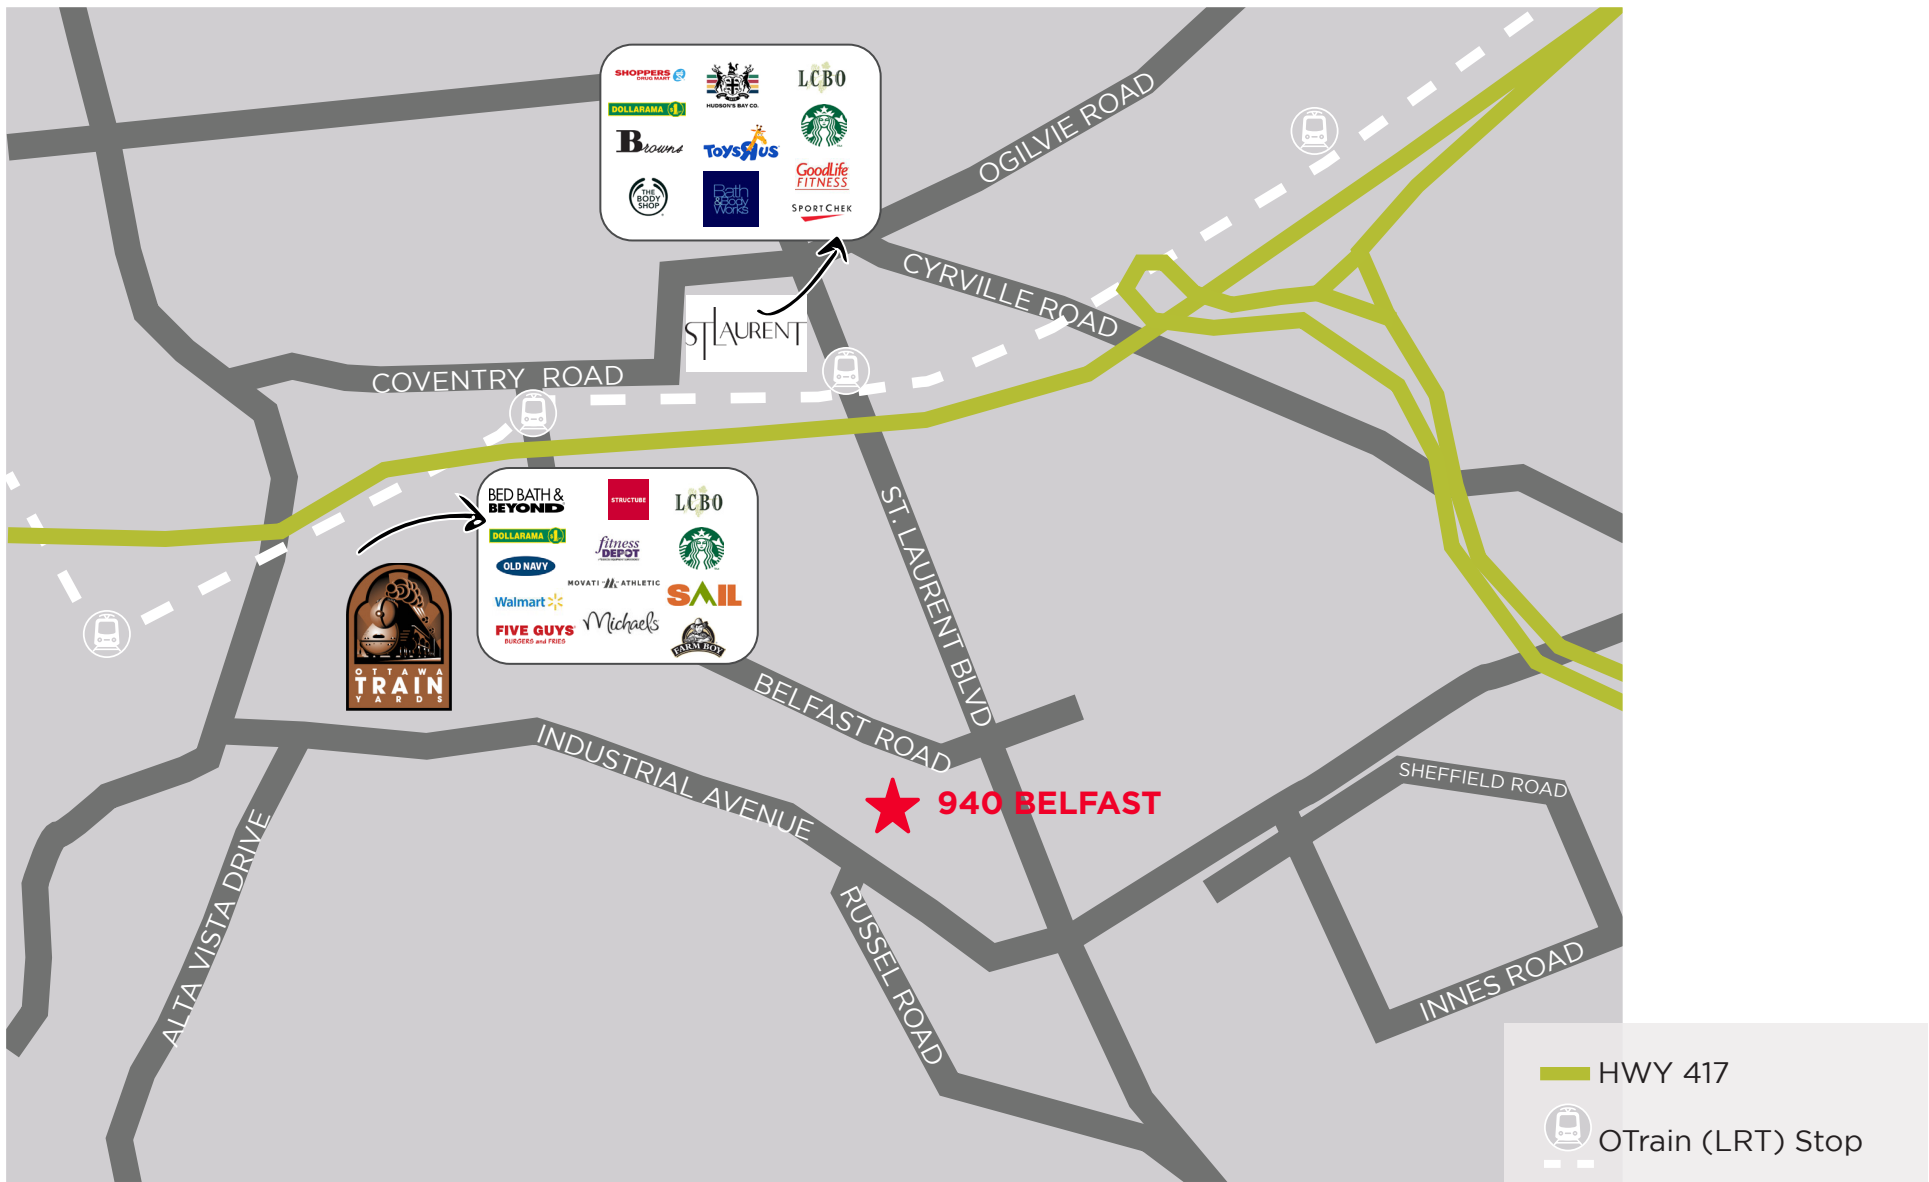 SHOPPERS
DRUG MART
HUDSON'S BAY CO.
LCBO
DOLLARAMA
Browns
ToysRus
GoodLife
FITNESS
THE
BODY
SHOP
Bath
&Body
Works
SPORTCHEK
OGILVIE ROAD
CYRVILLE ROAD
ST LAURENT
COVENTRY ROAD
BED BATH &
BEYOND
STRUCTUBE
LCBO
DOLLARAMA
fitness
DEPOT
OLD NAVY
MOVATI ATHLETIC
Walmart
SAIL
FIVE GUYS
BURGERS and FRIES
Michaels
FARM BOY
OTTAWA
TRAIN
YARDS
ST. LAURENT BLVD
BELFAST ROAD
INDUSTRIAL AVENUE
940 BELFAST
SHEFFIELD ROAD
ALTA VISTA DRIVE
RUSSEL ROAD
INNES ROAD
HWY 417
OTrain (LRT) Stop